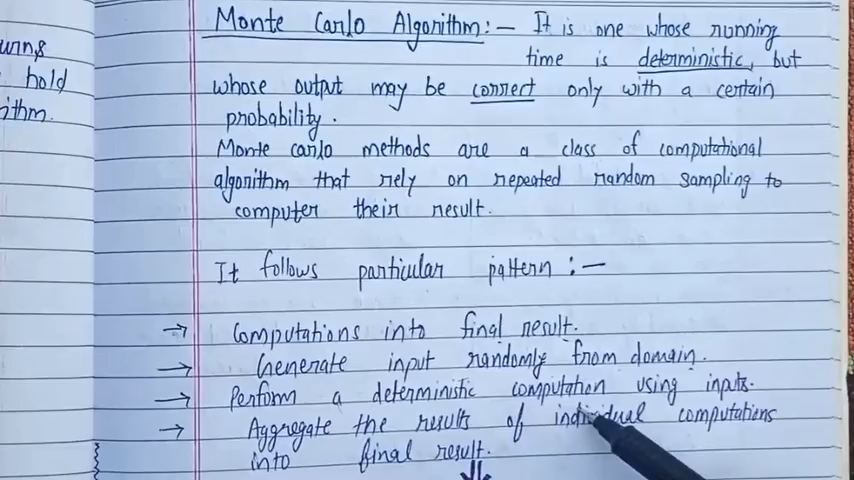 urns
hold
ithm.
Monte Carlo Algorithm :- It is one whose running
time is deterministic, but
whose output may be correct only with a certain
probability.
Monte carlo methods are a class of computational
algorithm that rely on repeated random sampling to
computer their result.
It follows particular pattern :-
→ Computations into final result.
→ Generate input randomly from domain.
→ Perform a deterministic computation using inputs.
→ Aggregate the results of individual computations
into final result.